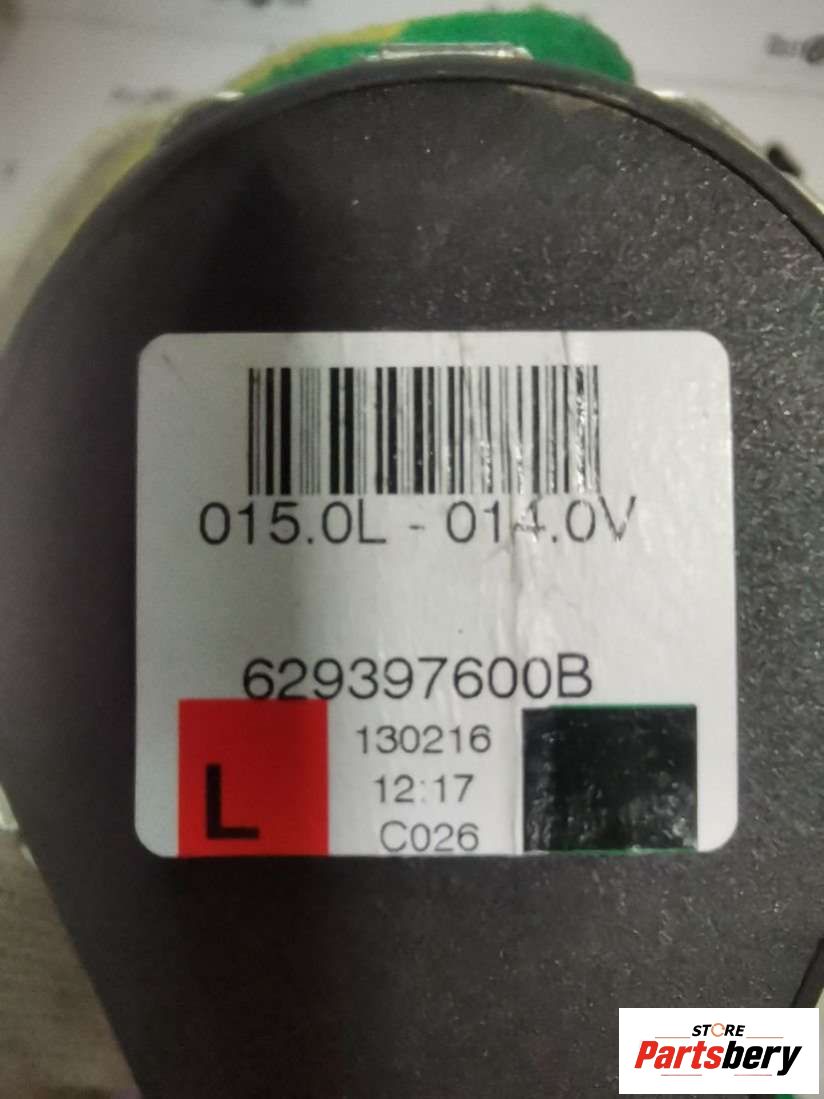 015.0L - 014.0V
629397600B
130216
12:17
L
C026
STORE
Partsbery